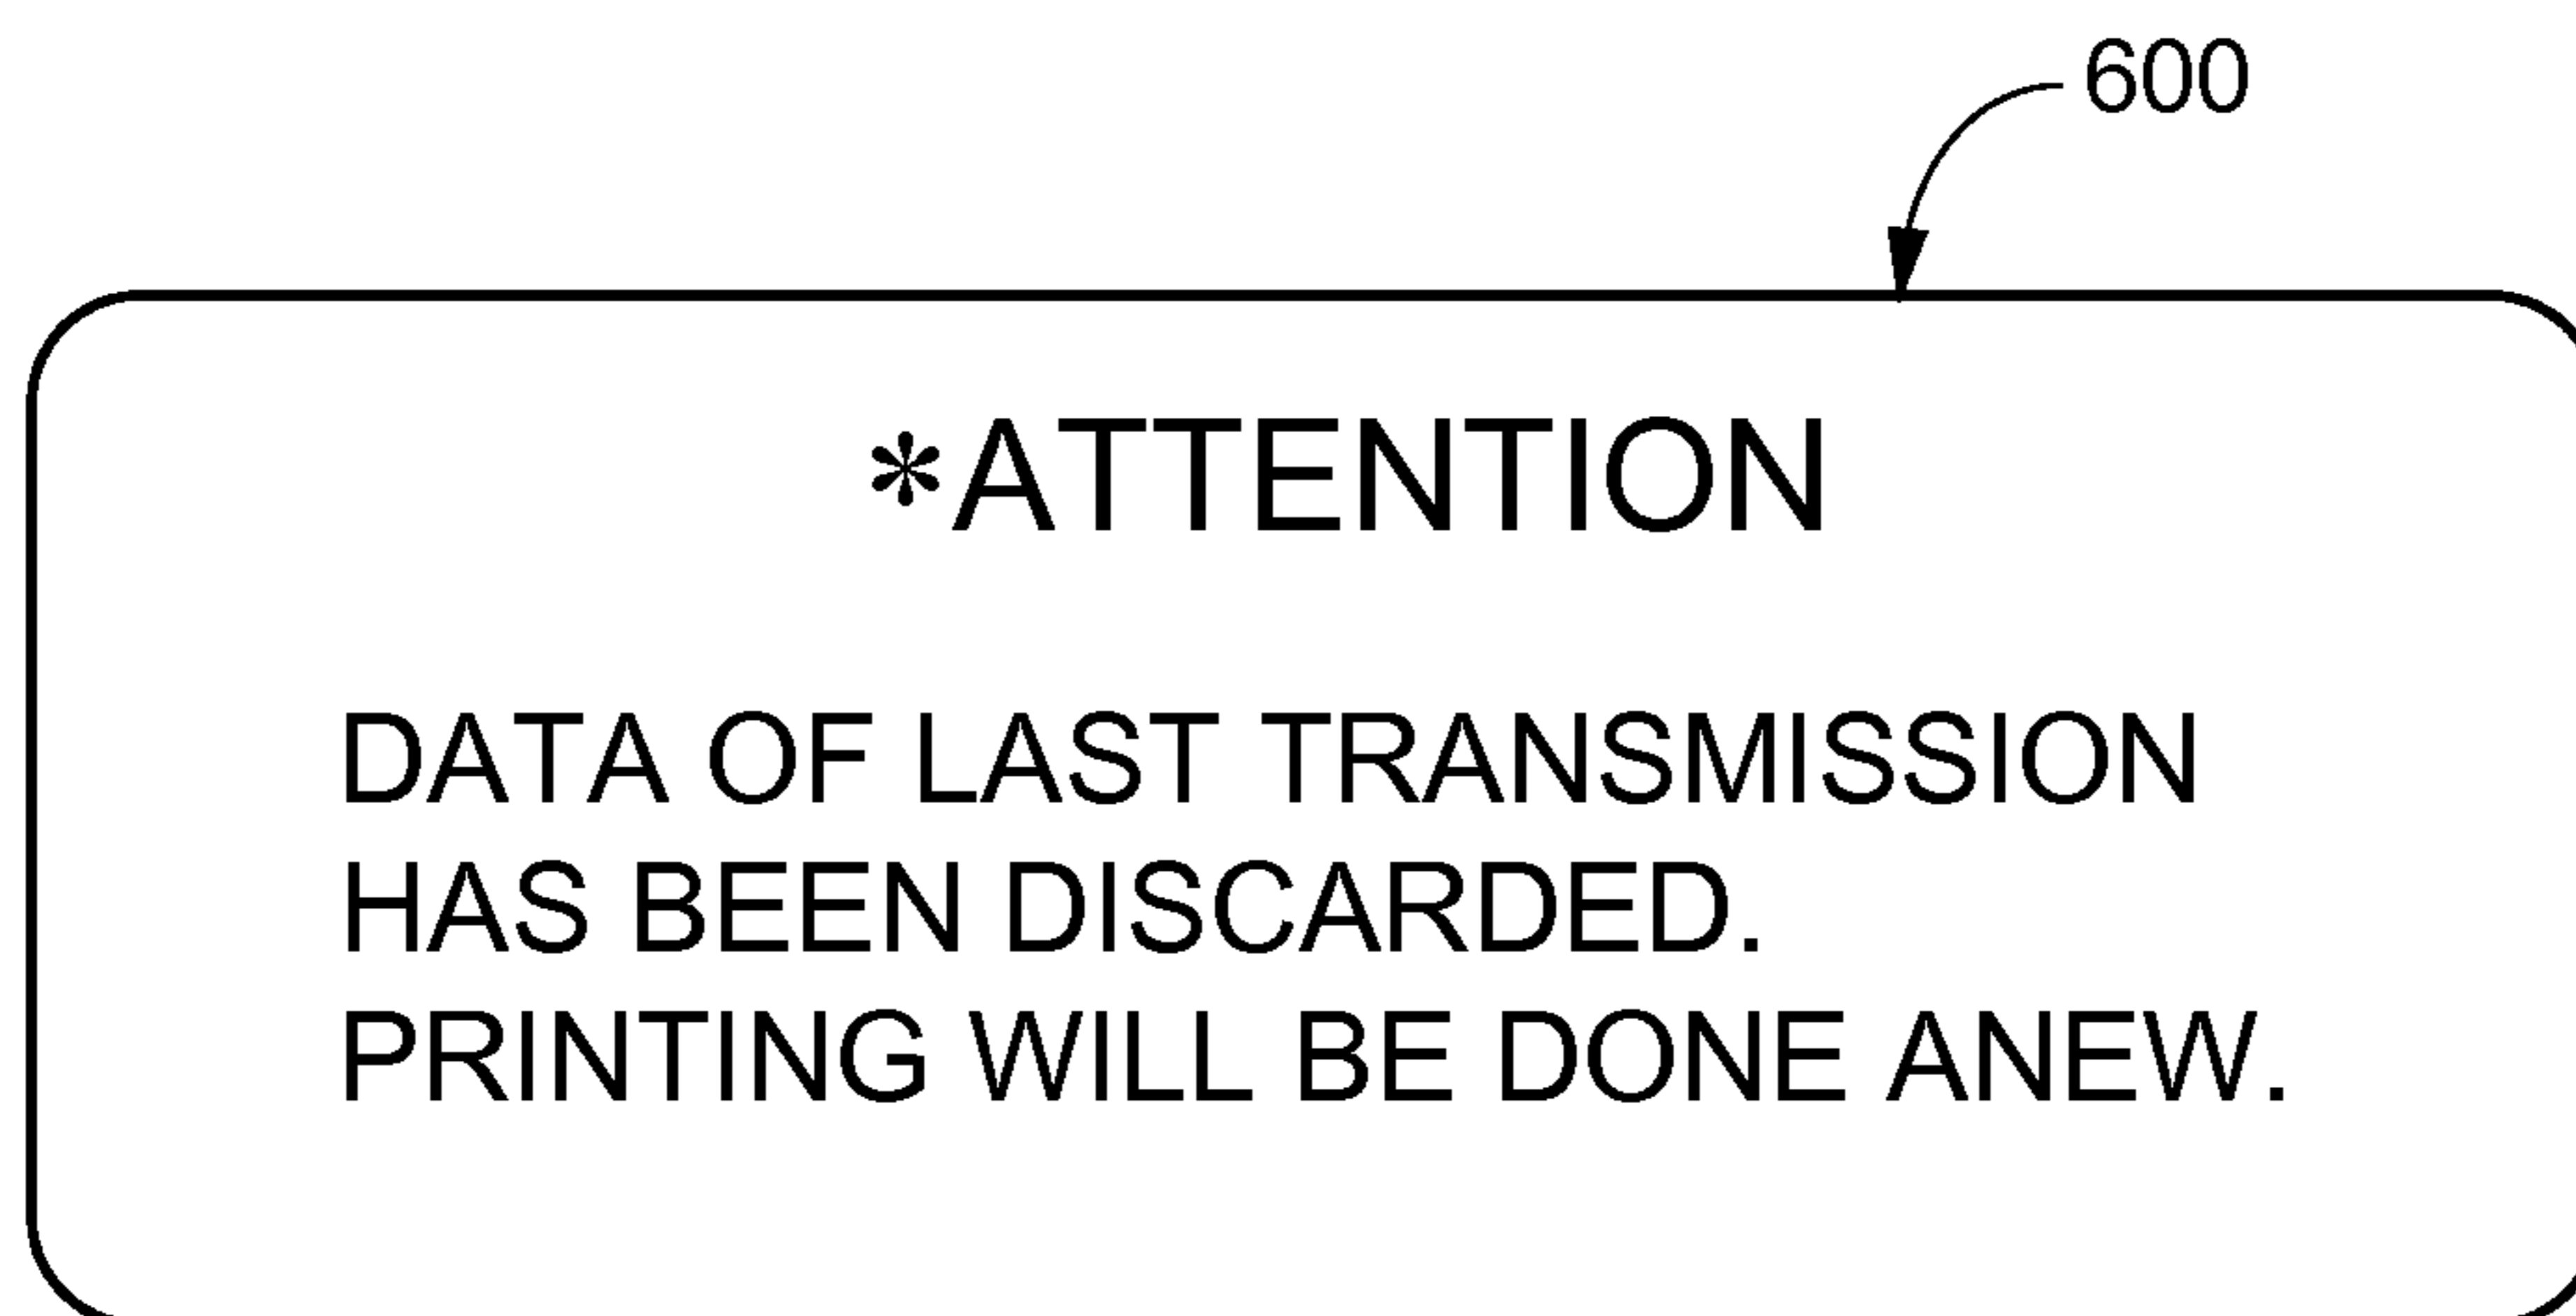 600
*ATTENTION
DATA OF LAST TRANSMISSION
HAS BEEN DISCARDED.
PRINTING WILL BE DONE ANEW.